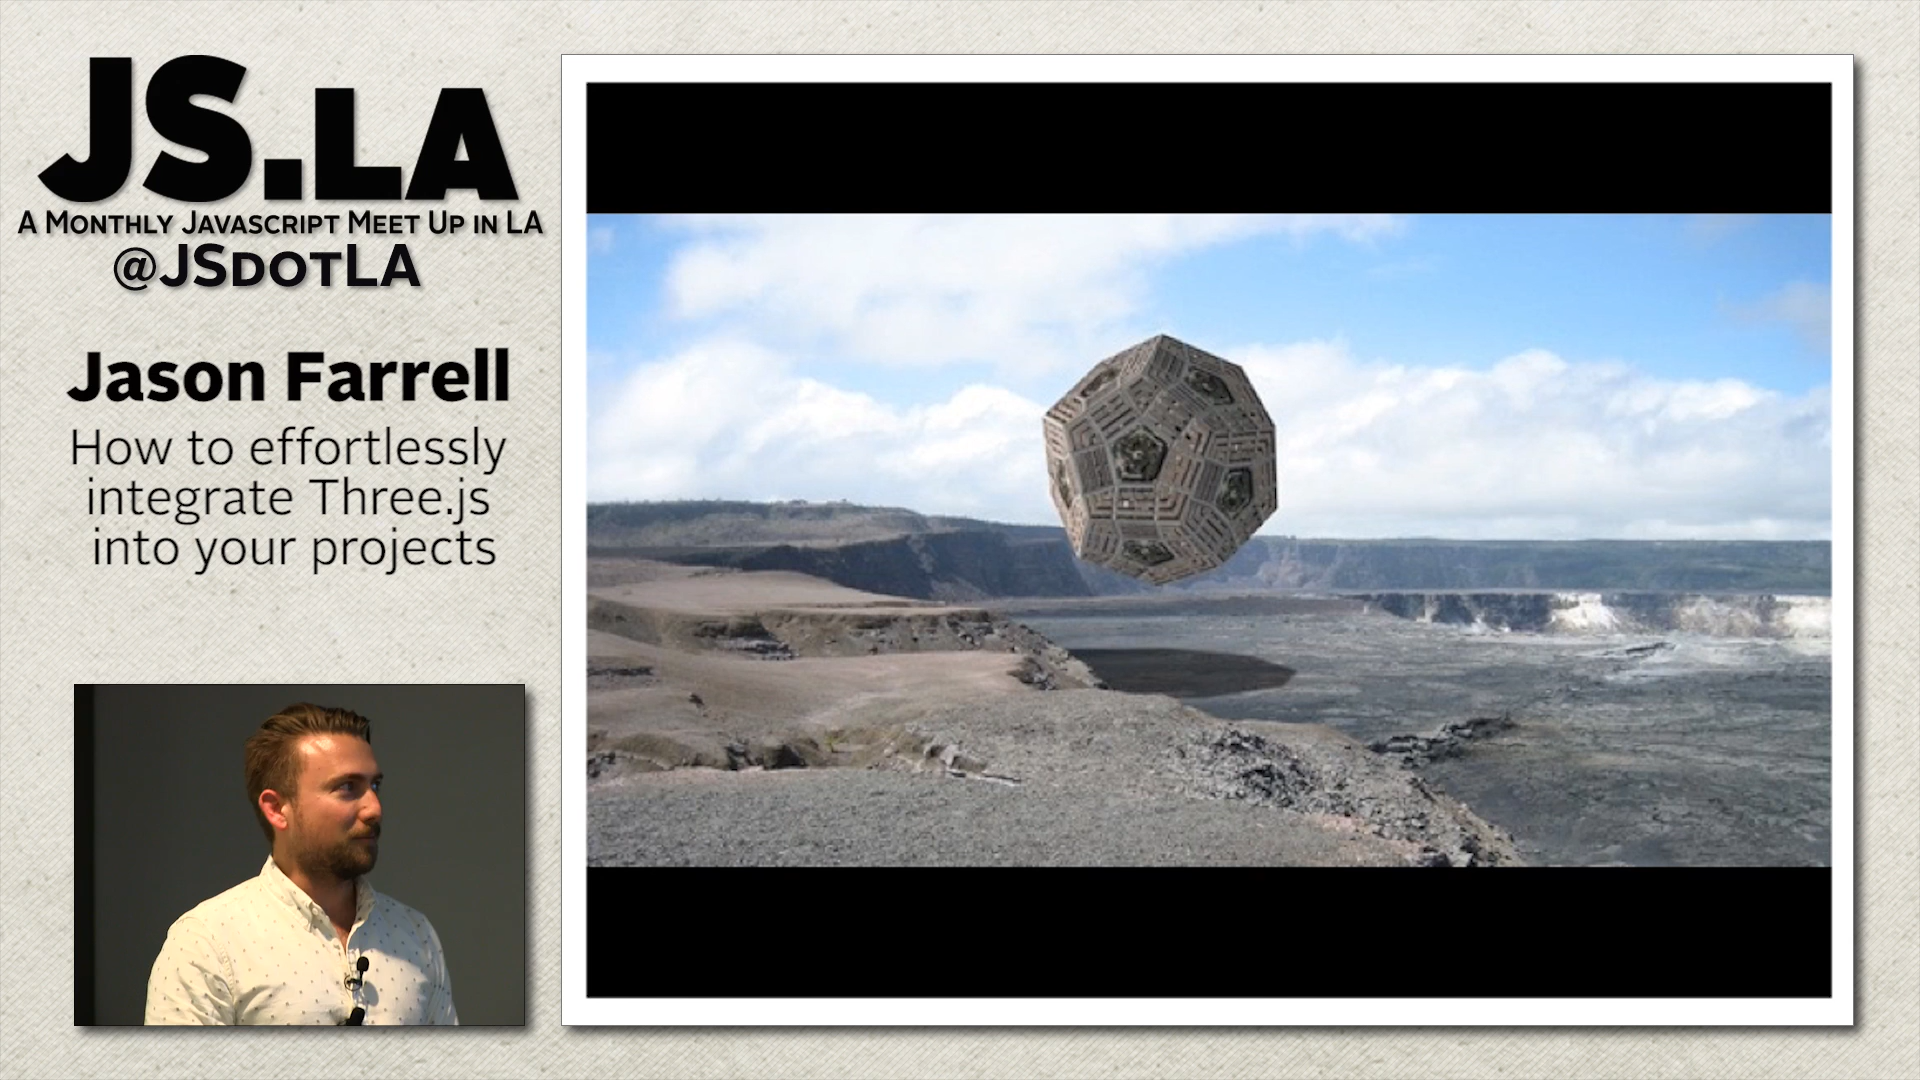 JS.LA
A Monthly Javascript Meet Up in LA
@JSDOTLA
Jason Farrell
How to effortlessly
integrate Three.js
into your projects